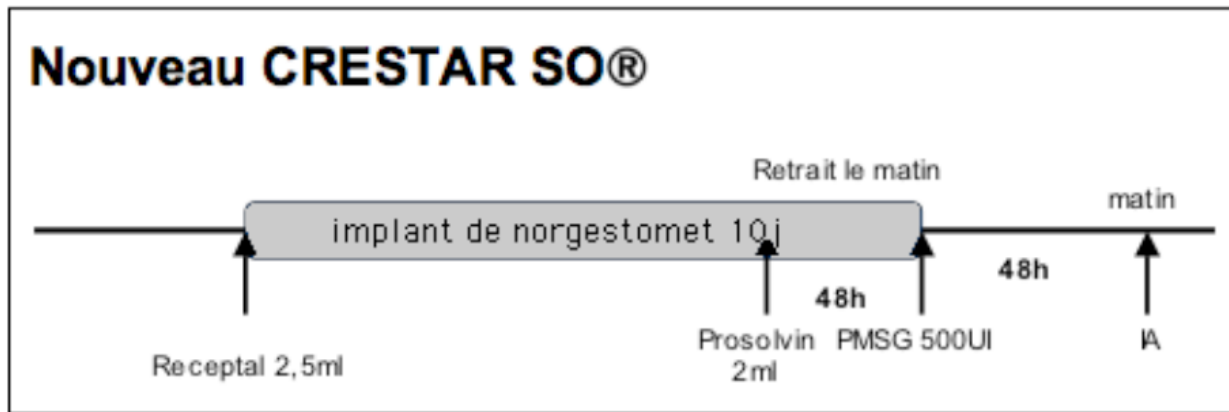 Nouveau CRESTAR SO®
Retrait le matin
matin
implant de norgestomet 10j
48h
48h
Receptal 2,5ml
Prosolvin
2ml
PMSG 500UI
IA